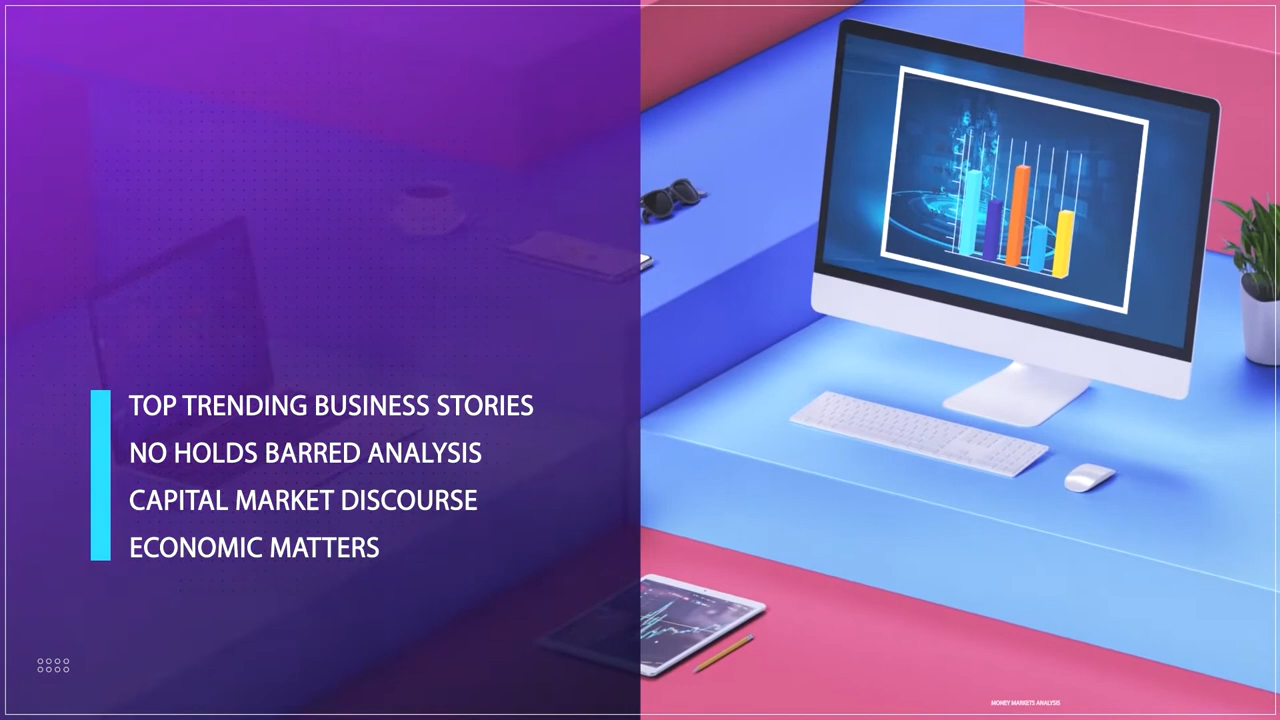 TOP TRENDING BUSINESS STORIES
NO HOLDS BARRED ANALYSIS
CAPITAL MARKET DISCOURSE
ECONOMIC MATTERS
MONEY MARKETS ANALYSIS